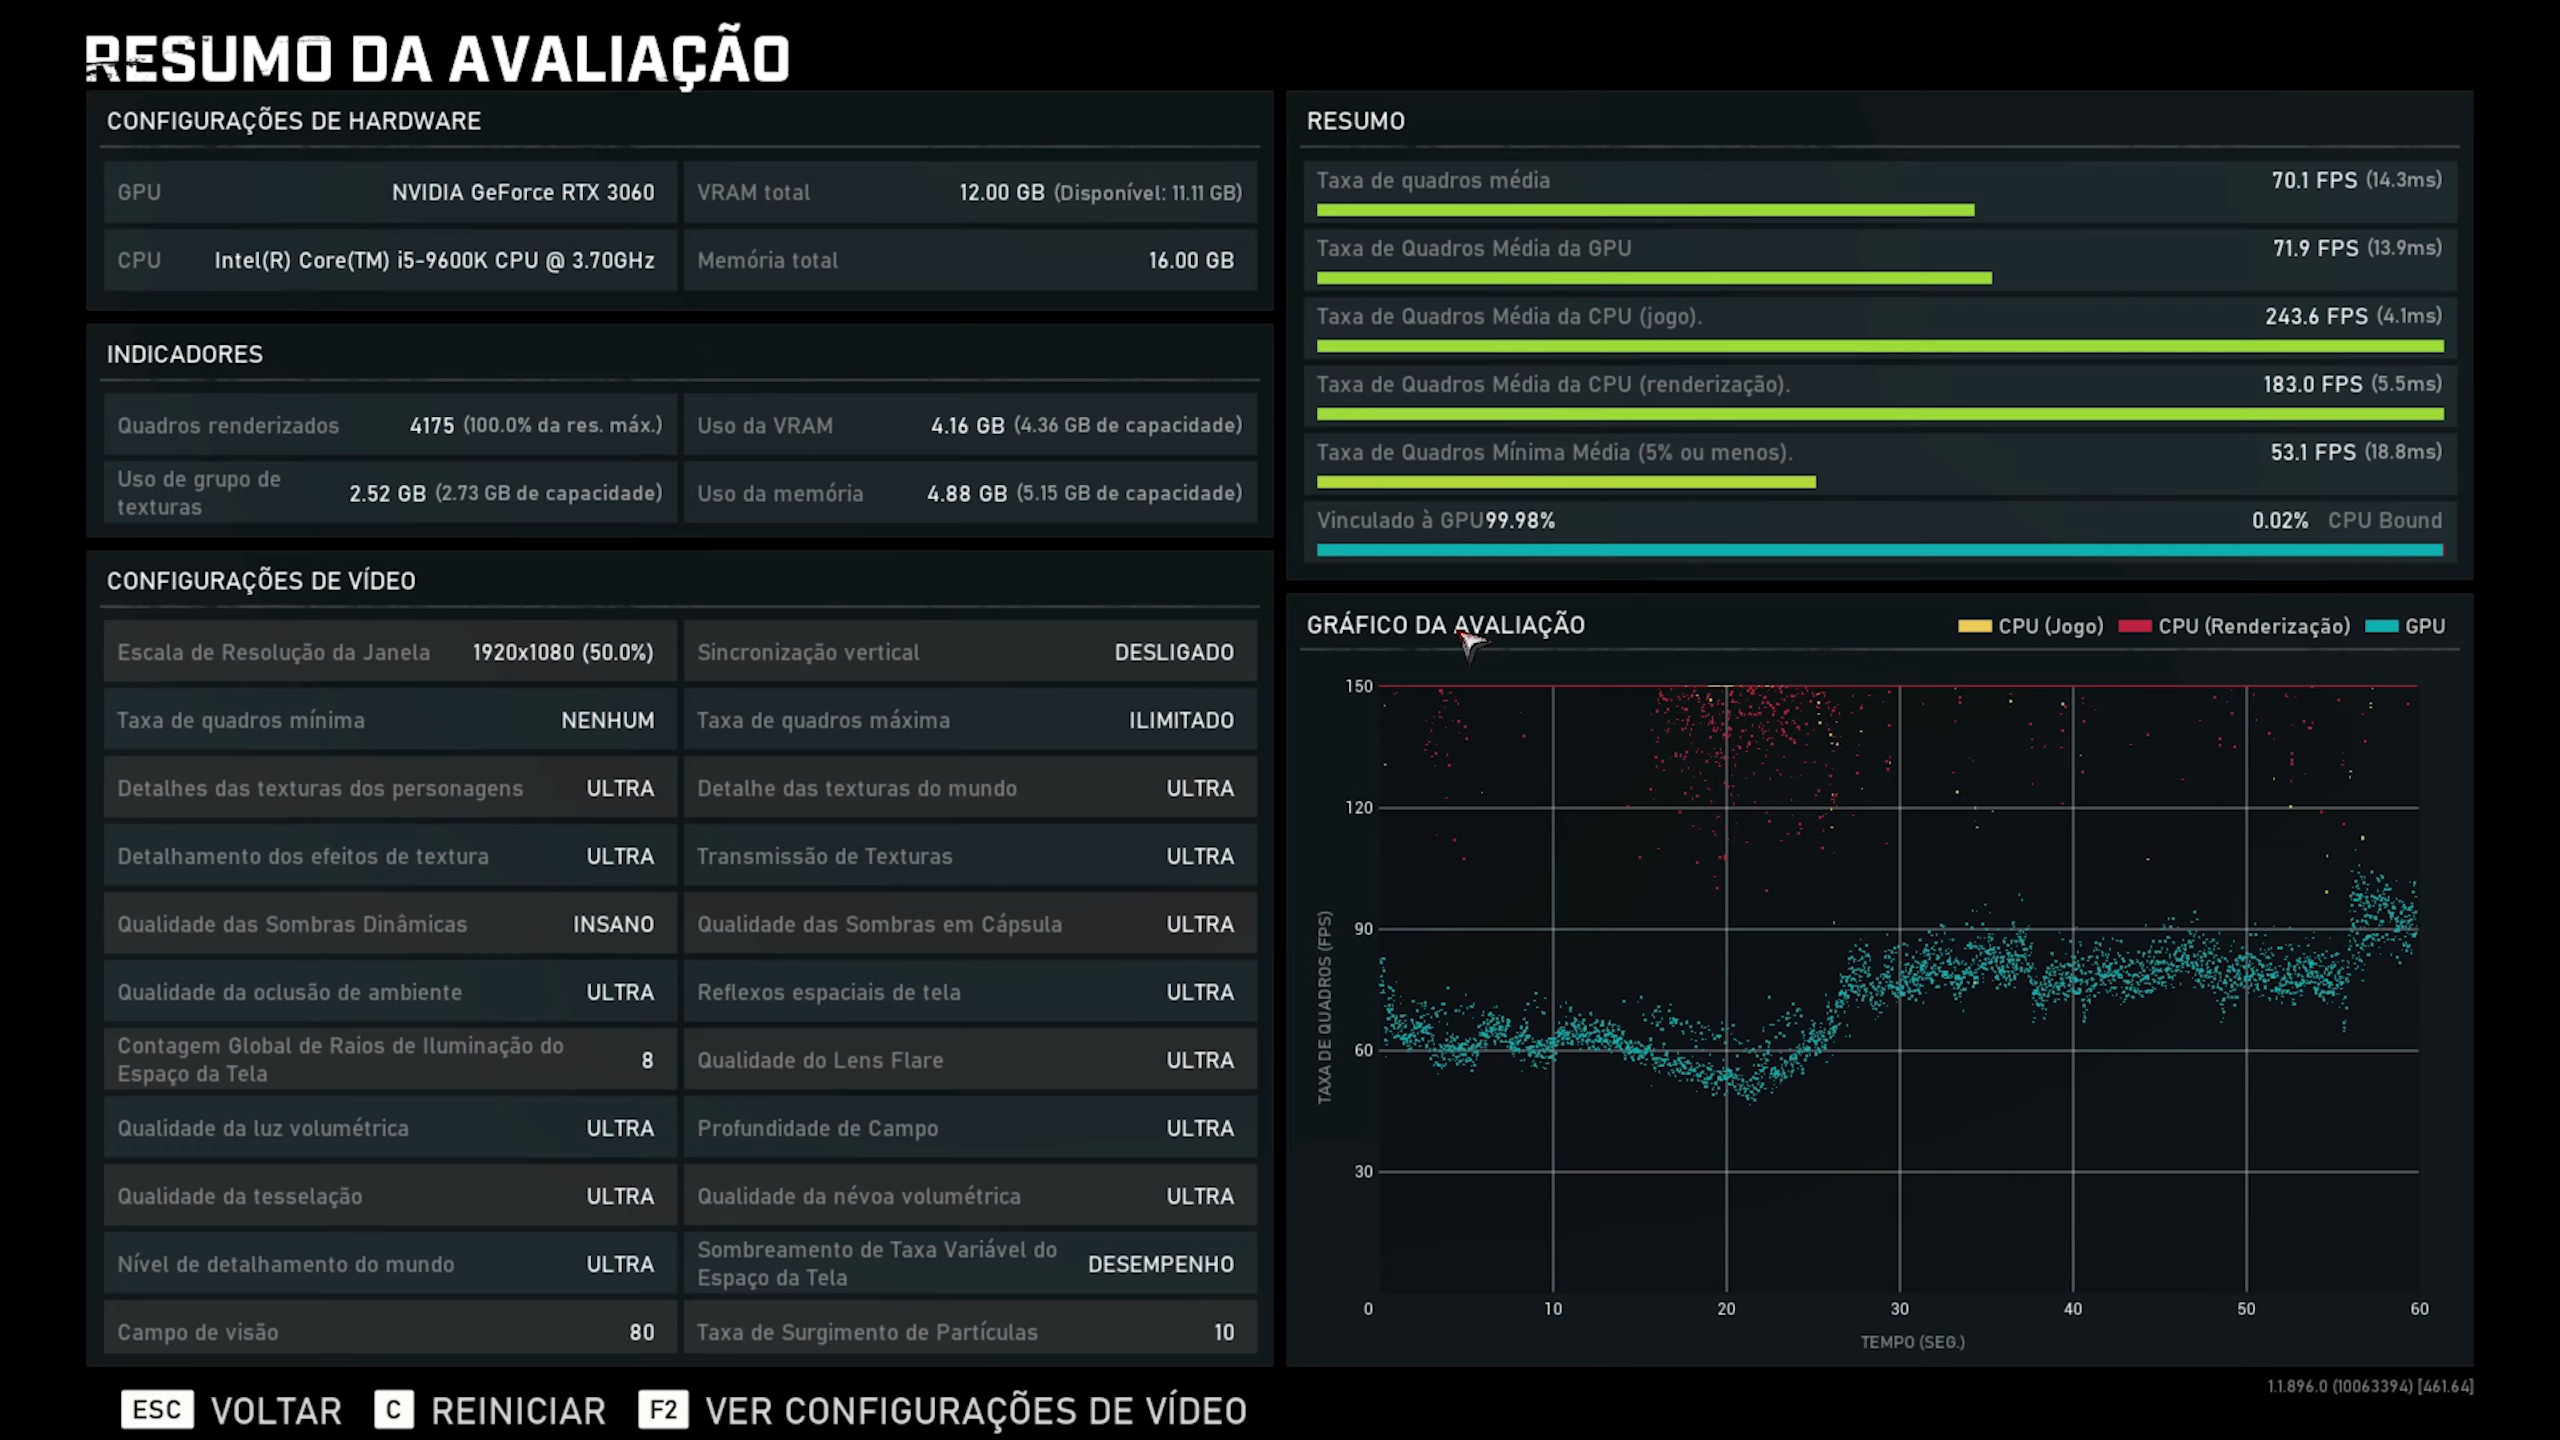 RESUMO DA AVALIAÇÃO
CONFIGURAÇÕES DE HARDWARE
GPU NVIDIA GeForce RTX 3060
VRAM total 12.00 GB (Disponível: 11.11 GB)
CPU Intel(R) Core(TM) i5-9600K CPU @ 3.70GHz
Memória total 16.00 GB
INDICADORES
Quadros renderizados 4175 (100.0% da res. máx.)
Uso da VRAM 4.16 GB (4.36 GB de capacidade)
Uso de grupo de
texturas 2.52 GB (2.73 GB de capacidade)
Uso da memória 4.88 GB (5.15 GB de capacidade)
CONFIGURAÇÕES DE VÍDEO
Escala de Resolução da Janela 1920x1080 (50.0%)
Sincronização vertical DESLIGADO
Taxa de quadros mínima NENHUM
Taxa de quadros máxima ILIMITADO
Detalhes das texturas dos personagens ULTRA
Detalhe das texturas do mundo ULTRA
Detalhamento dos efeitos de textura ULTRA
Transmissão de Texturas ULTRA
Qualidade das Sombras Dinâmicas INSANO
Qualidade das Sombras em Cápsula ULTRA
Qualidade da oclusão de ambiente ULTRA
Reflexos espaciais de tela ULTRA
Contagem Global de Raios de Iluminação do
Espaço da Tela 8
Qualidade do Lens Flare ULTRA
Qualidade da luz volumétrica ULTRA
Profundidade de Campo ULTRA
Qualidade da tesselação ULTRA
Qualidade da névoa volumétrica ULTRA
Nível de detalhamento do mundo ULTRA
Sombreamento de Taxa Variável do
Espaço da Tela DESEMPENHO
Campo de visão 80
Taxa de Surgimento de Partículas 10
RESUMO
Taxa de quadros média 70.1 FPS (14.3ms)
Taxa de Quadros Média da GPU 71.9 FPS (13.9ms)
Taxa de Quadros Média da CPU (jogo). 243.6 FPS (4.1ms)
Taxa de Quadros Média da CPU (renderização). 183.0 FPS (5.5ms)
Taxa de Quadros Mínima Média (5% ou menos). 53.1 FPS (18.8ms)
Vinculado à GPU99.98% 0.02% CPU Bound
GRÁFICO DA AVALIAÇÃO
CPU (Jogo) CPU (Renderização) GPU
150
120
90
60
30
TAXA DE QUADROS (FPS)
0 10 20 30 40 50 60
TEMPO (SEG.)
1.1.896.0 (10063394) [461.64]
ESC VOLTAR C REINICIAR F2 VER CONFIGURAÇÕES DE VÍDEO